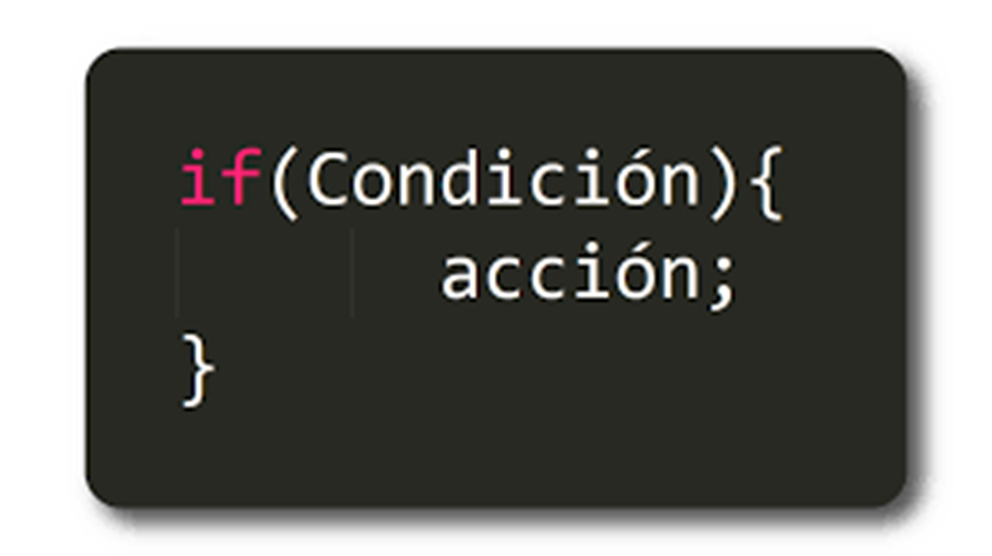 if(Condición){
acción;
}